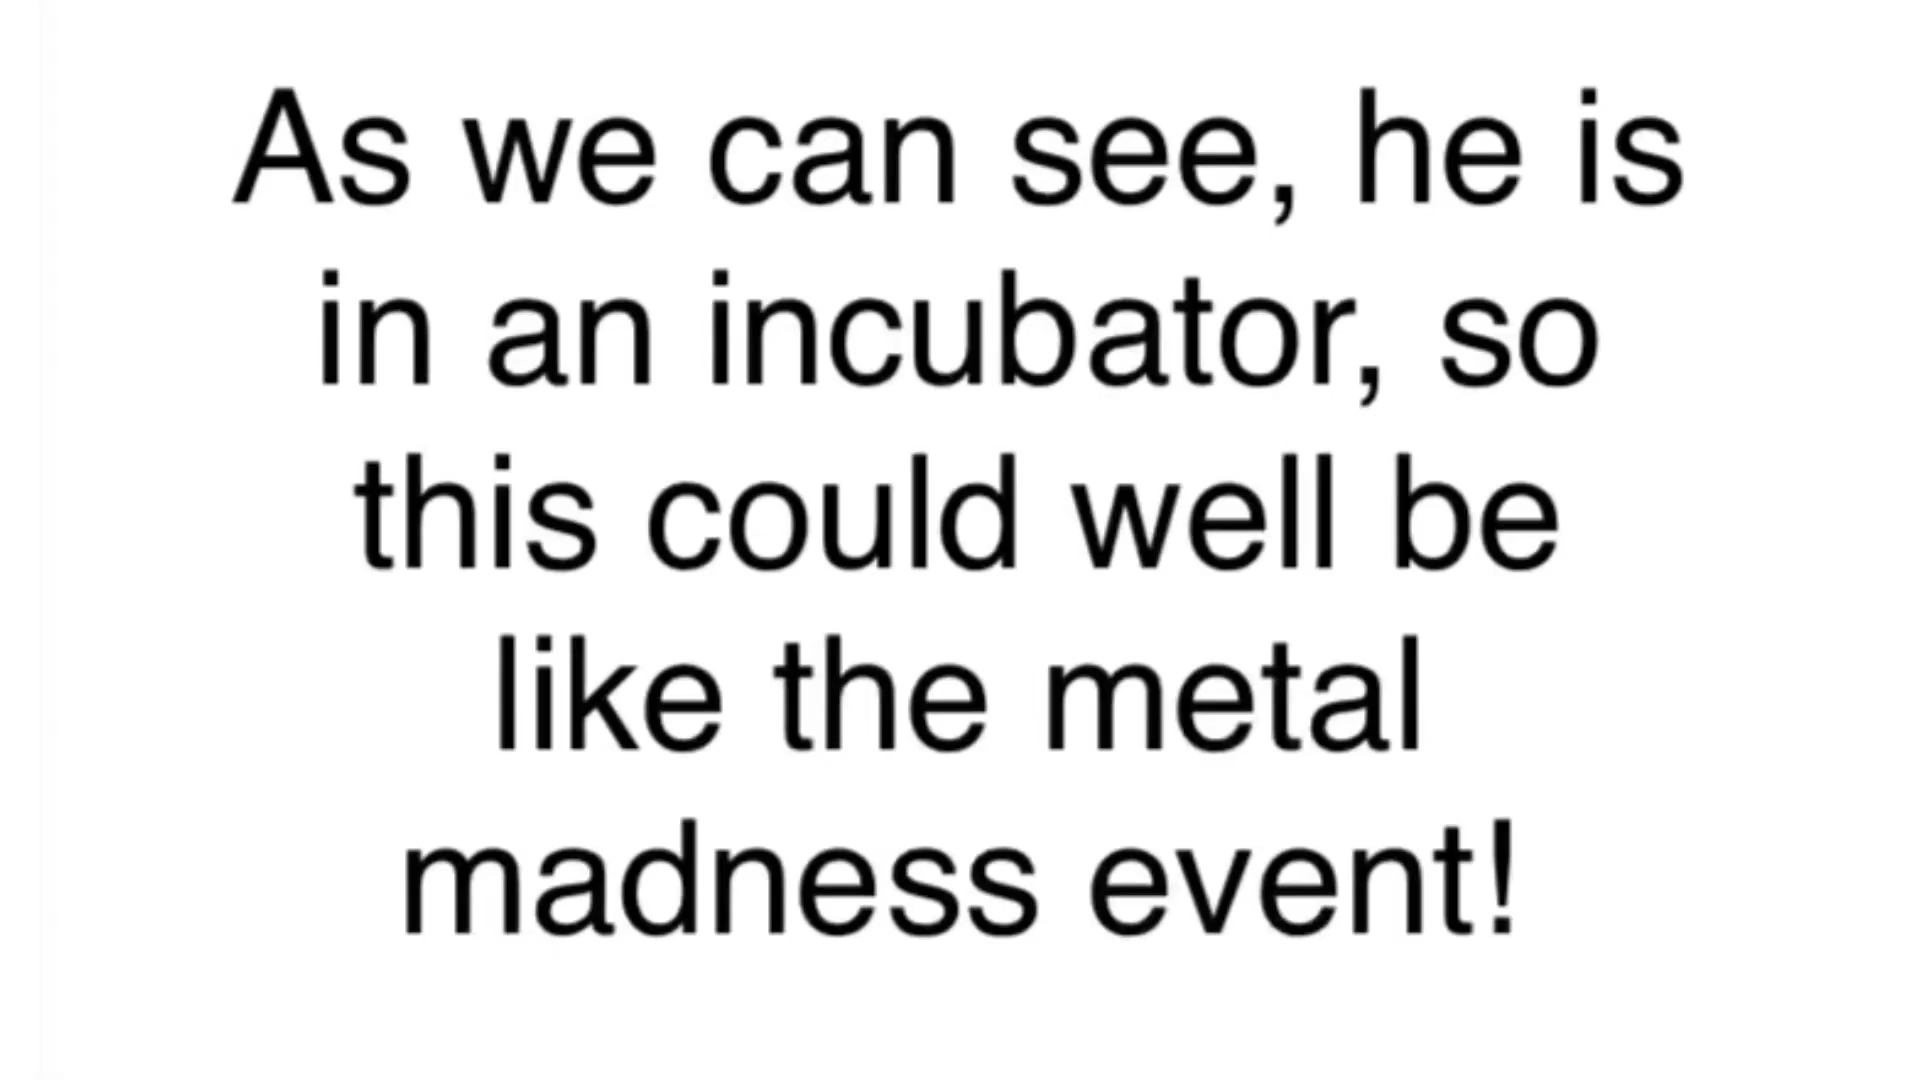 As we can see, he is
in an incubator, so
this could well be
like the metal
madness event!